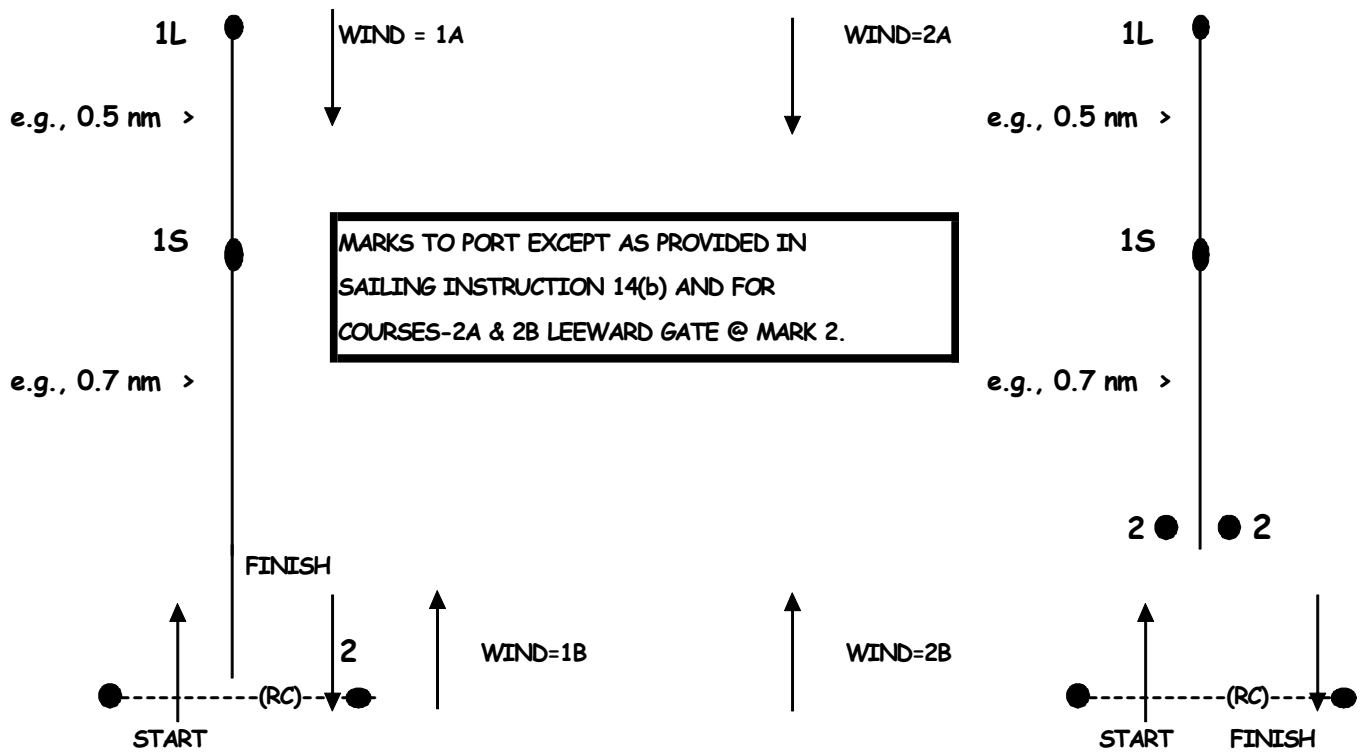 1L WIND = 1A WIND=2A 1L
e.g., 0.5 nm > e.g., 0.5 nm >
1S 1S
MARKS TO PORT EXCEPT AS PROVIDED IN
SAILING INSTRUCTION 14(b) AND FOR
COURSES-2A & 2B LEEWARD GATE @ MARK 2.
e.g., 0.7 nm > e.g., 0.7 nm >
2 2
FINISH
2 WIND=1B WIND=2B
(RC) (RC)
START START FINISH